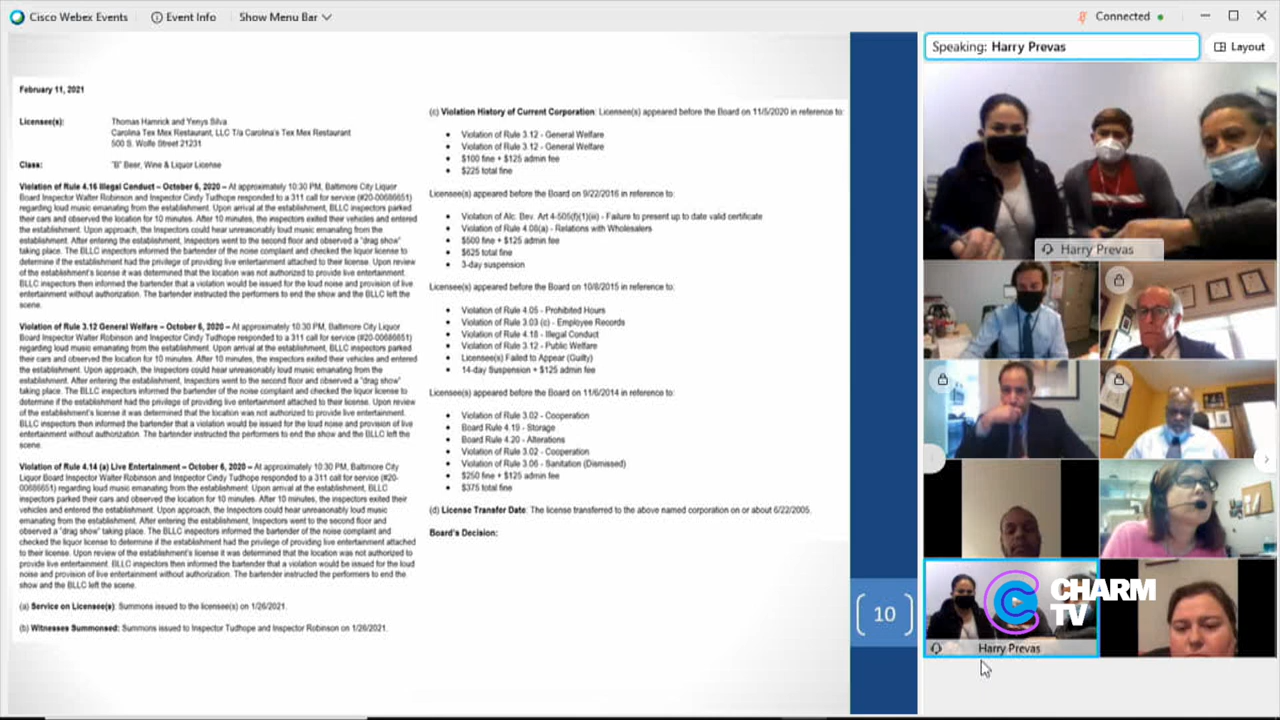 Cisco Webex Events
Event Info
Show Menu Bar
Connected
February 11, 2021
Licensee(s):
Thomas Hamrick and Yenys Silva
Carolina Tex Mex Restaurant, LLC T/a Carolina's Tex Mex Restaurant
500 S. Wolfe Street 21231
Class:
"B" Beer, Wine & Liquor License
Violation of Rule 4.16 Illegal Conduct – October 6, 2020 – At approximately 10:30 PM, Baltimore City Liquor
Board Inspector Walter Robinson and Inspector Cindy Tudhope responded to a 311 call for service (#20-00686651)
regarding loud music emanating from the establishment. Upon arrival at the establishment, BLLC inspectors parked
their cars and observed the location for 10 minutes. After 10 minutes, the inspectors exited their vehicles and entered
the establishment. Upon approach, the Inspectors could hear unreasonably loud music emanating from the
establishment. After entering the establishment, Inspectors went to the second floor and observed a "drag show"
taking place. The BLLC inspectors informed the bartender of the noise complaint and checked the liquor license to
determine if the establishment had the privilege of providing live entertainment attached to their license. Upon review
of the establishment's license it was determined that the location was not authorized to provide live entertainment.
BLLC inspectors then informed the bartender that a violation would be issued for the loud noise and provision of live
entertainment without authorization. The bartender instructed the performers to end the show and the BLLC left the
scene.
Violation of Rule 3.12 General Welfare – October 6, 2020 – At approximately 10:30 PM, Baltimore City Liquor
Board Inspector Walter Robinson and Inspector Cindy Tudhope responded to a 311 call for service (#20-00686651)
regarding loud music emanating from the establishment. Upon arrival at the establishment, BLLC inspectors parked
their cars and observed the location for 10 minutes. After 10 minutes, the inspectors exited their vehicles and entered
the establishment. Upon approach, the Inspectors could hear unreasonably loud music emanating from the
establishment. After entering the establishment, Inspectors went to the second floor and observed a "drag show"
taking place. The BLLC inspectors informed the bartender of the noise complaint and checked the liquor license to
determine if the establishment had the privilege of providing live entertainment attached to their license. Upon review
of the establishment's license it was determined that the location was not authorized to provide live entertainment.
BLLC inspectors then informed the bartender that a violation would be issued for the loud noise and provision of live
entertainment without authorization. The bartender instructed the performers to end the show and the BLLC left the
scene.
Violation of Rule 4.14 (a) Live Entertainment – October 6, 2020 – At approximately 10:30 PM, Baltimore City
Liquor Board Inspector Walter Robinson and Inspector Cindy Tudhope responded to a 311 call for service (#20-
00686651) regarding loud music emanating from the establishment. Upon arrival at the establishment, BLLC
inspectors parked their cars and observed the location for 10 minutes. After 10 minutes, the inspectors exited their
vehicles and entered the establishment. Upon approach, the Inspectors could hear unreasonably loud music
emanating from the establishment. After entering the establishment, Inspectors went to the second floor and
observed a "drag show" taking place. The BLLC inspectors informed the bartender of the noise complaint and
checked the liquor license to determine if the establishment had the privilege of providing live entertainment attached
to their license. Upon review of the establishment's license it was determined that the location was not authorized to
provide live entertainment. BLLC inspectors then informed the bartender that a violation would be issued for the loud
noise and provision of live entertainment without authorization. The bartender instructed the performers to end the
show and the BLLC left the scene.
(a) Service on Licensee(s): Summons issued to the licensee(s) on 1/26/2021.
(b) Witnesses Summonsed: Summons issued to Inspector Tudhope and Inspector Robinson on 1/26/2021.
(c) Violation History of Current Corporation: Licensee(s) appeared before the Board on 11/5/2020 in reference to:
• Violation of Rule 3.12 - General Welfare
• Violation of Rule 3.12 - General Welfare
• $100 fine + $125 admin fee
• $225 total fine
Licensee(s) appeared before the Board on 9/22/2016 in reference to:
• Violation of Alc. Bev. Art 4-505(f)(1)(iii) - Failure to present up to date valid certificate
• Violation of Rule 4.08(a) - Relations with Wholesalers
• $500 fine + $125 admin fee
• $625 total fine
• 3-day suspension
Licensee(s) appeared before the Board on 10/8/2015 in reference to:
• Violation of Rule 4.05 - Prohibited Hours
• Violation of Rule 3.03 (c) - Employee Records
• Violation of Rule 4.18 - Illegal Conduct
• Violation of Rule 3.12 - Public Welfare
• Licensee(s) Failed to Appear (Guilty)
• 14-day Suspension + $125 admin fee
Licensee(s) appeared before the Board on 11/6/2014 in reference to:
• Violation of Rule 3.02 - Cooperation
• Board Rule 4.19 - Storage
• Board Rule 4.20 - Alterations
• Violation of Rule 3.02 - Cooperation
• Violation of Rule 3.06 - Sanitation (Dismissed)
• $250 fine + $125 admin fee
• $375 total fine
(d) License Transfer Date: The license transferred to the above named corporation on or about 6/22/2005.
Board's Decision:
10
Speaking: Harry Prevas
Layout
Harry Prevas
CHARM
TV
Harry Prevas